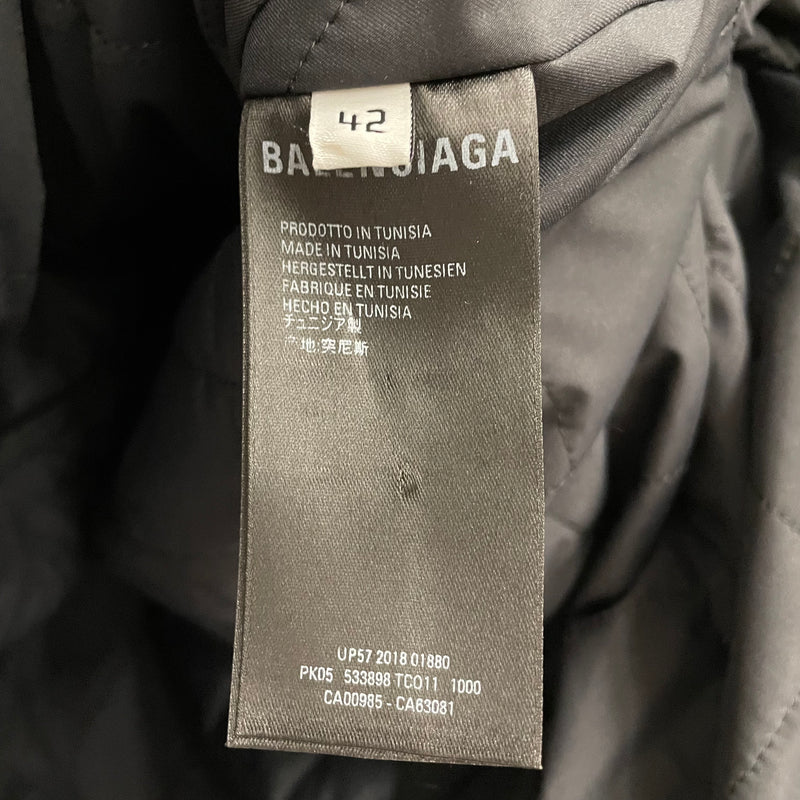 42
BALENCIAGA
PRODOTTO IN TUNISIA
MADE IN TUNISIA
HERGESTELLT IN TUNESIEN
FABRIQUE EN TUNISIE
HECHO EN TUNISIA
チュニジア製
产地:突尼斯
UP57 2018 01880
PK05 533898 TCO11 1000
CA00985 - CA63081